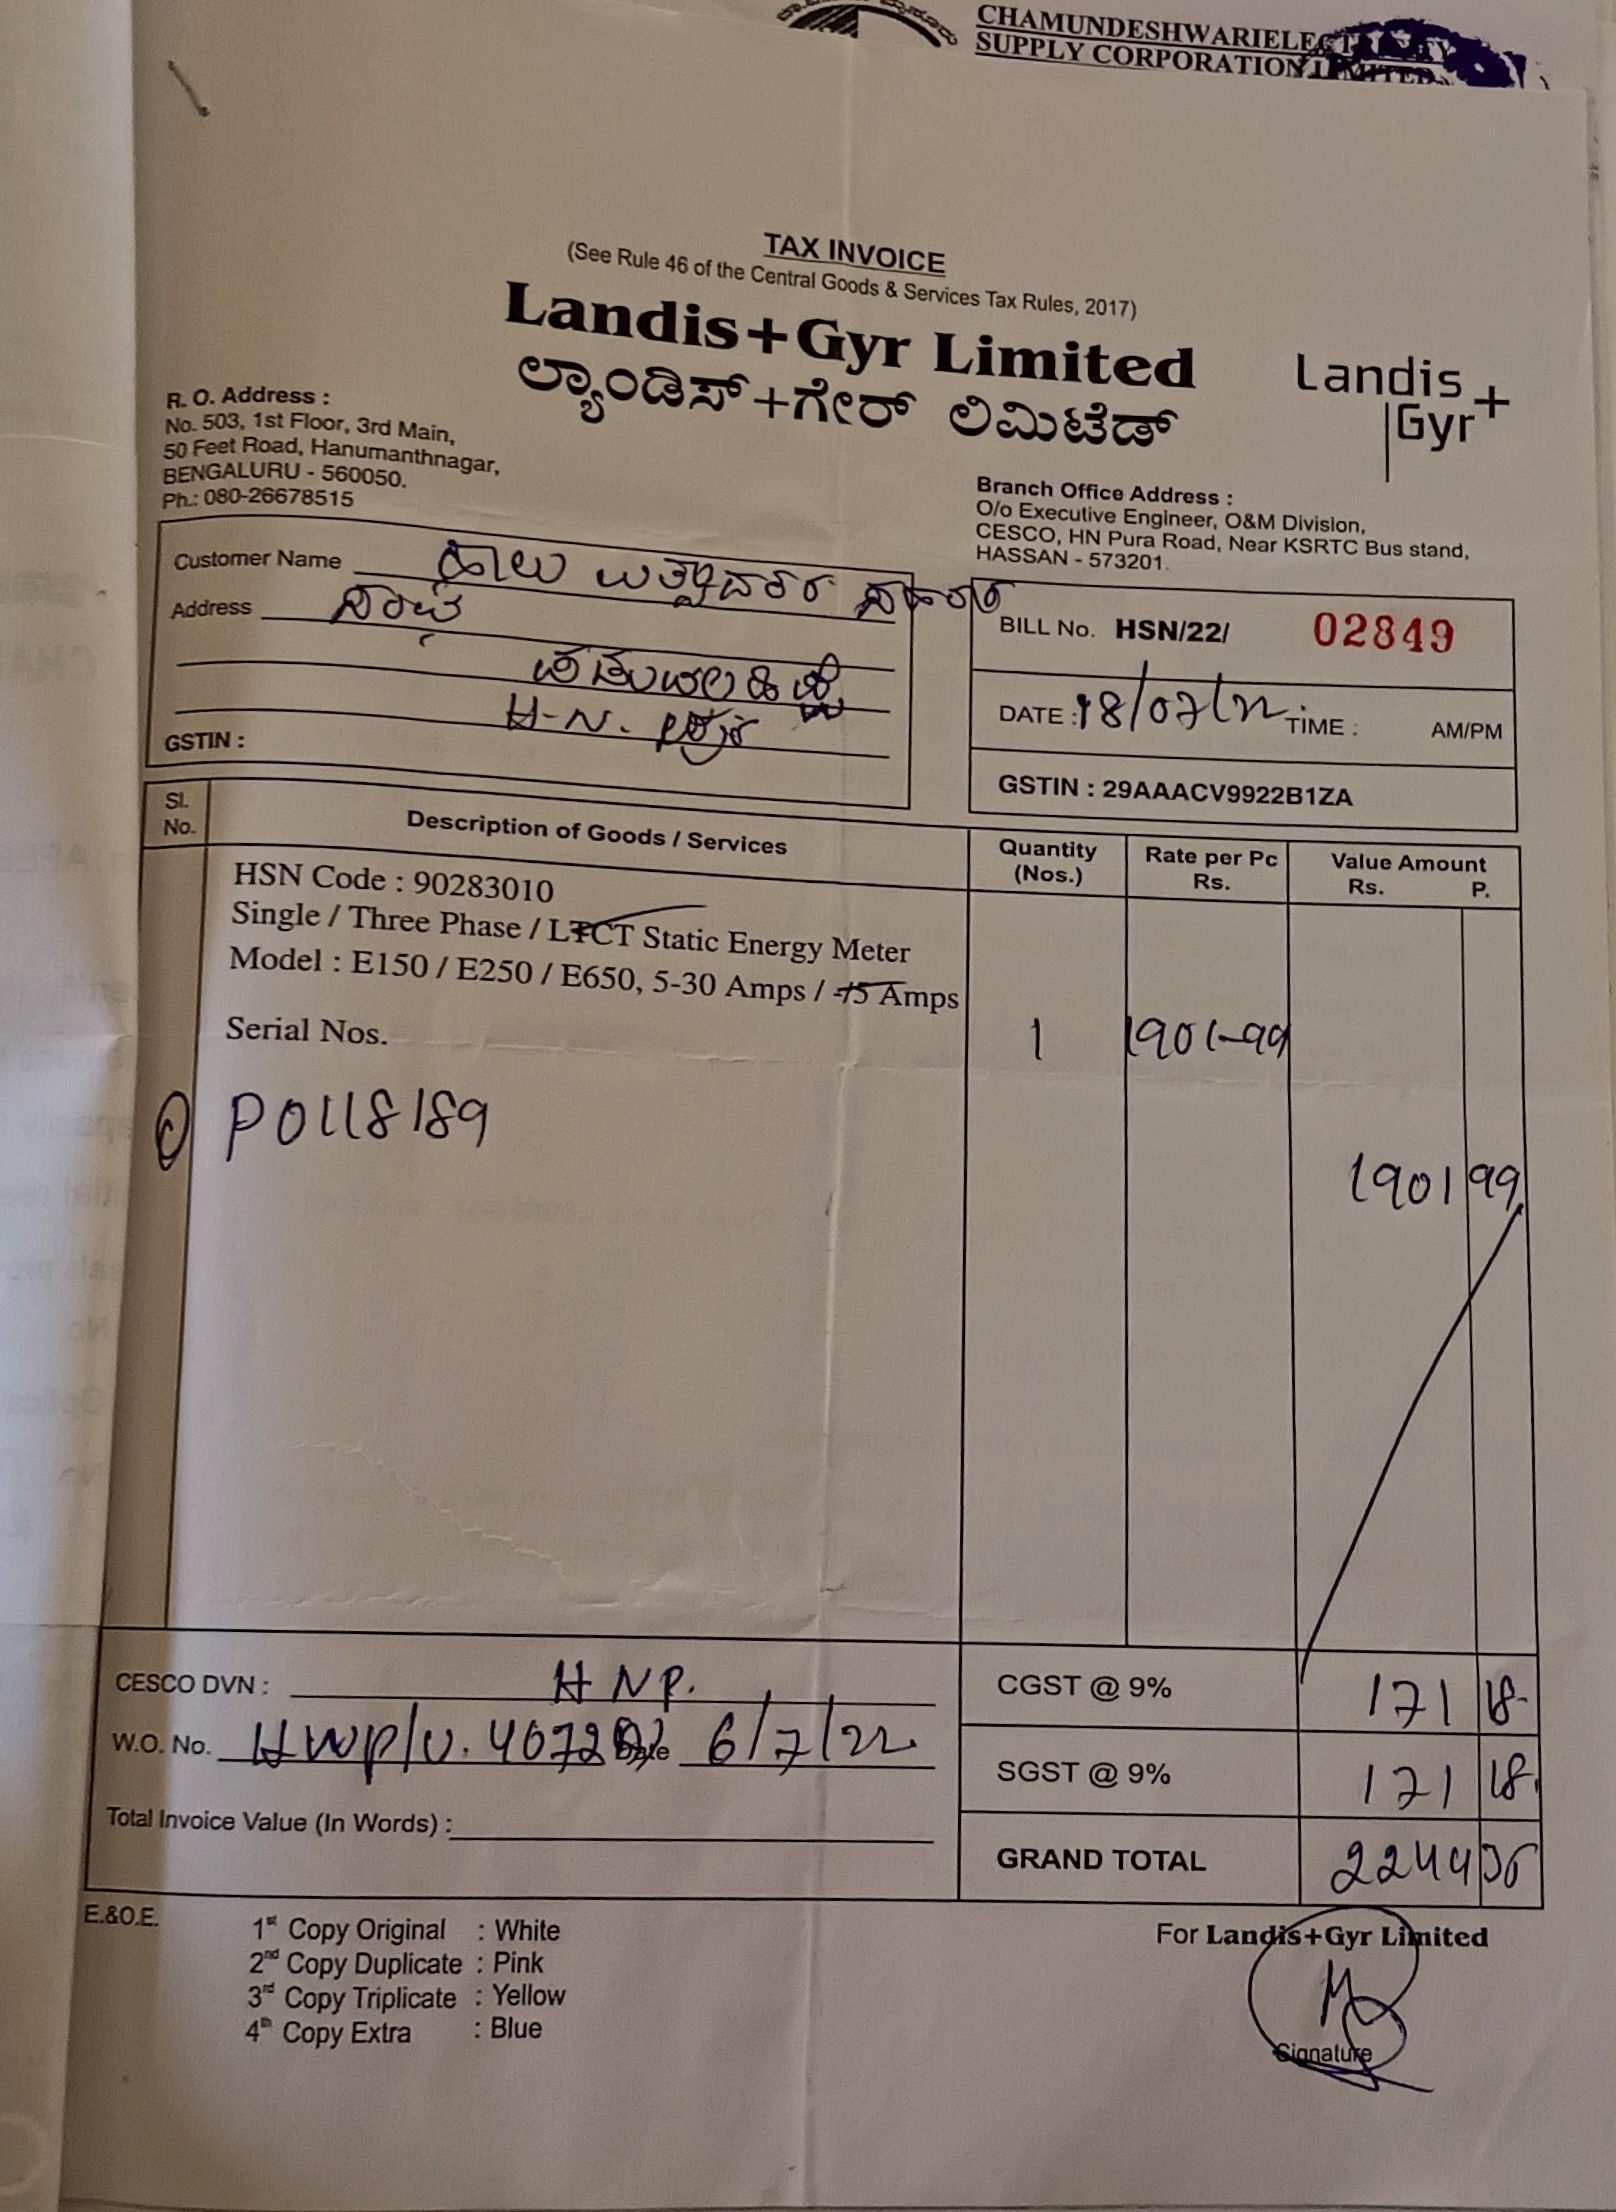 CHAMUNDESHWARIELECTRICITY
SUPPLY CORPORATION LIMITED.
TAX INVOICE
(See Rule 46 of the Central Goods & Services Tax Rules, 2017)
Landis+Gyr Limited
ಲ್ಯಾಂಡಿಸ್+ಗೇರ್ ಲಿಮಿಟೆಡ್
Landis
Gyr+
R. O. Address :
No. 503, 1st Floor, 3rd Main,
50 Feet Road, Hanumanthnagar,
BENGALURU - 560050.
Ph.: 080-26678515
Branch Office Address :
O/o Executive Engineer, O&M Division,
CESCO, HN Pura Road, Near KSRTC Bus stand,
HASSAN - 573201.
Customer Name ಹಾಲು ಉತ್ಪಾದಕರ ಸಹಕಾರ
Address ಸಂಘ
H-N. ಪುರ
GSTIN :
BILL No. HSN/22/ 02849
DATE : 18/07/22 TIME : AM/PM
GSTIN : 29AAACV9922B1ZA
Sl. No. Description of Goods / Services Quantity (Nos.) Rate per Pc Rs. Value Amount Rs. P.
HSN Code : 90283010
Single / Three Phase / LTCT Static Energy Meter
Model : E150 / E250 / E650, 5-30 Amps / -/5 Amps
Serial Nos. 1 1901-99
P0118189
1901 99
CESCO DVN : H NP.
W.O. No. Date 6/7/22
Total Invoice Value (In Words) :
CGST @ 9% 171 18
SGST @ 9% 171 18
GRAND TOTAL 2244 35
E.&O.E.
1st Copy Original : White
2nd Copy Duplicate : Pink
3rd Copy Triplicate : Yellow
4th Copy Extra : Blue
For Landis+Gyr Limited
Signature